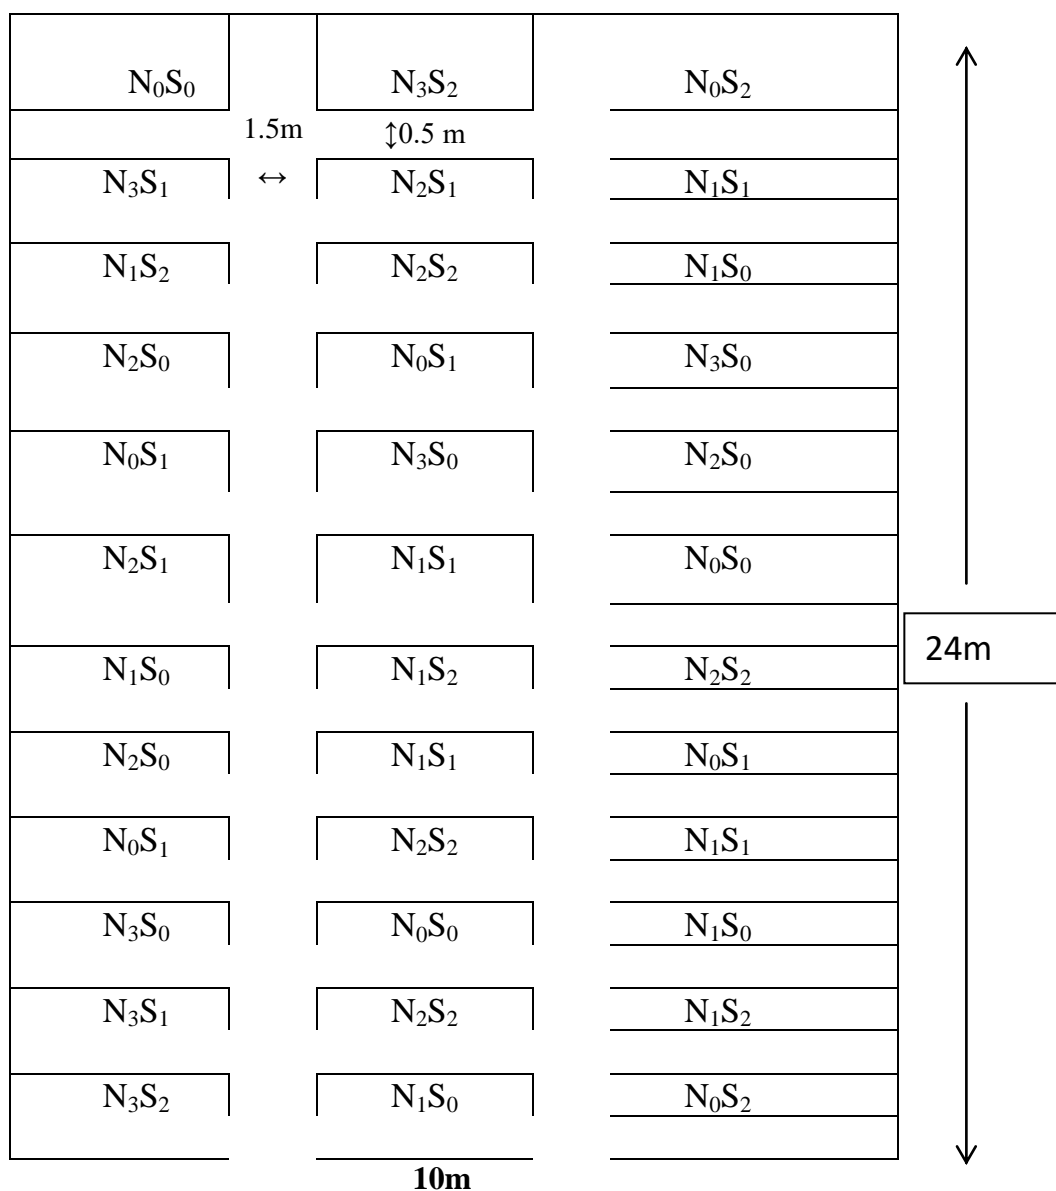 N₀S₀ N₃S₂ N₀S₂
1.5m ↕0.5 m
↔
N₃S₁ N₂S₁ N₁S₁
N₁S₂ N₂S₂ N₁S₀
N₂S₀ N₀S₁ N₃S₀
N₀S₁ N₃S₀ N₂S₀
N₂S₁ N₁S₁ N₀S₀
24m
N₁S₀ N₁S₂ N₂S₂
N₂S₀ N₁S₁ N₀S₁
N₀S₁ N₂S₂ N₁S₁
N₃S₀ N₀S₀ N₁S₀
N₃S₁ N₂S₂ N₁S₂
N₃S₂ N₁S₀ N₀S₂
10m